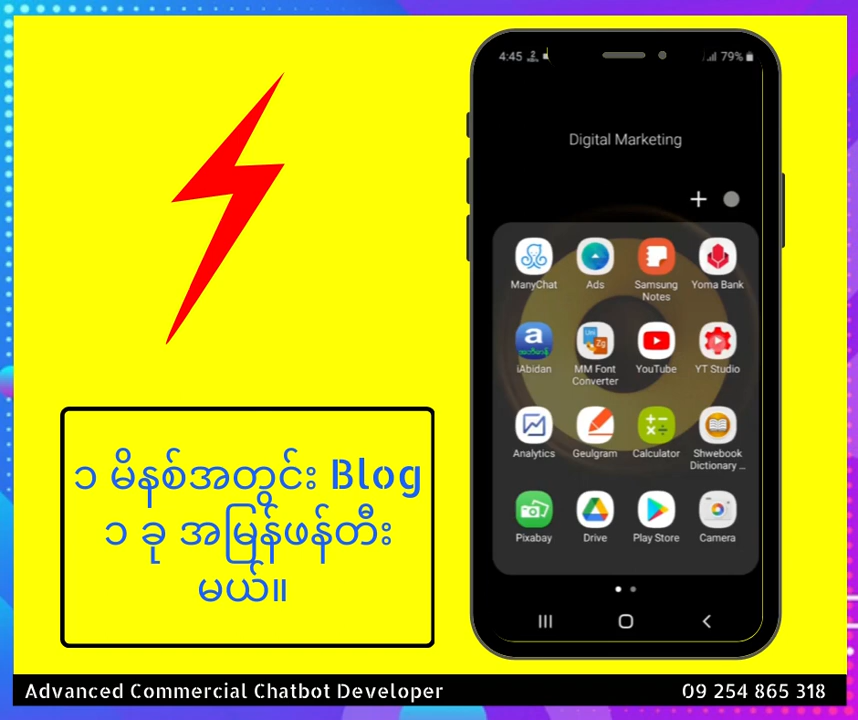 4:45
79%
Digital Marketing
ManyChat Ads Samsung Notes Yoma Bank
iAbidan MM Font Converter YouTube YT Studio
Analytics Geulgram Calculator Shwebook Dictionary ...
Pixabay Drive Play Store Camera
၁ မိနစ်အတွင်း Blog
၁ ခု အမြန်ဖန်တီး
မယ်။
Advanced Commercial Chatbot Developer
09 254 865 318